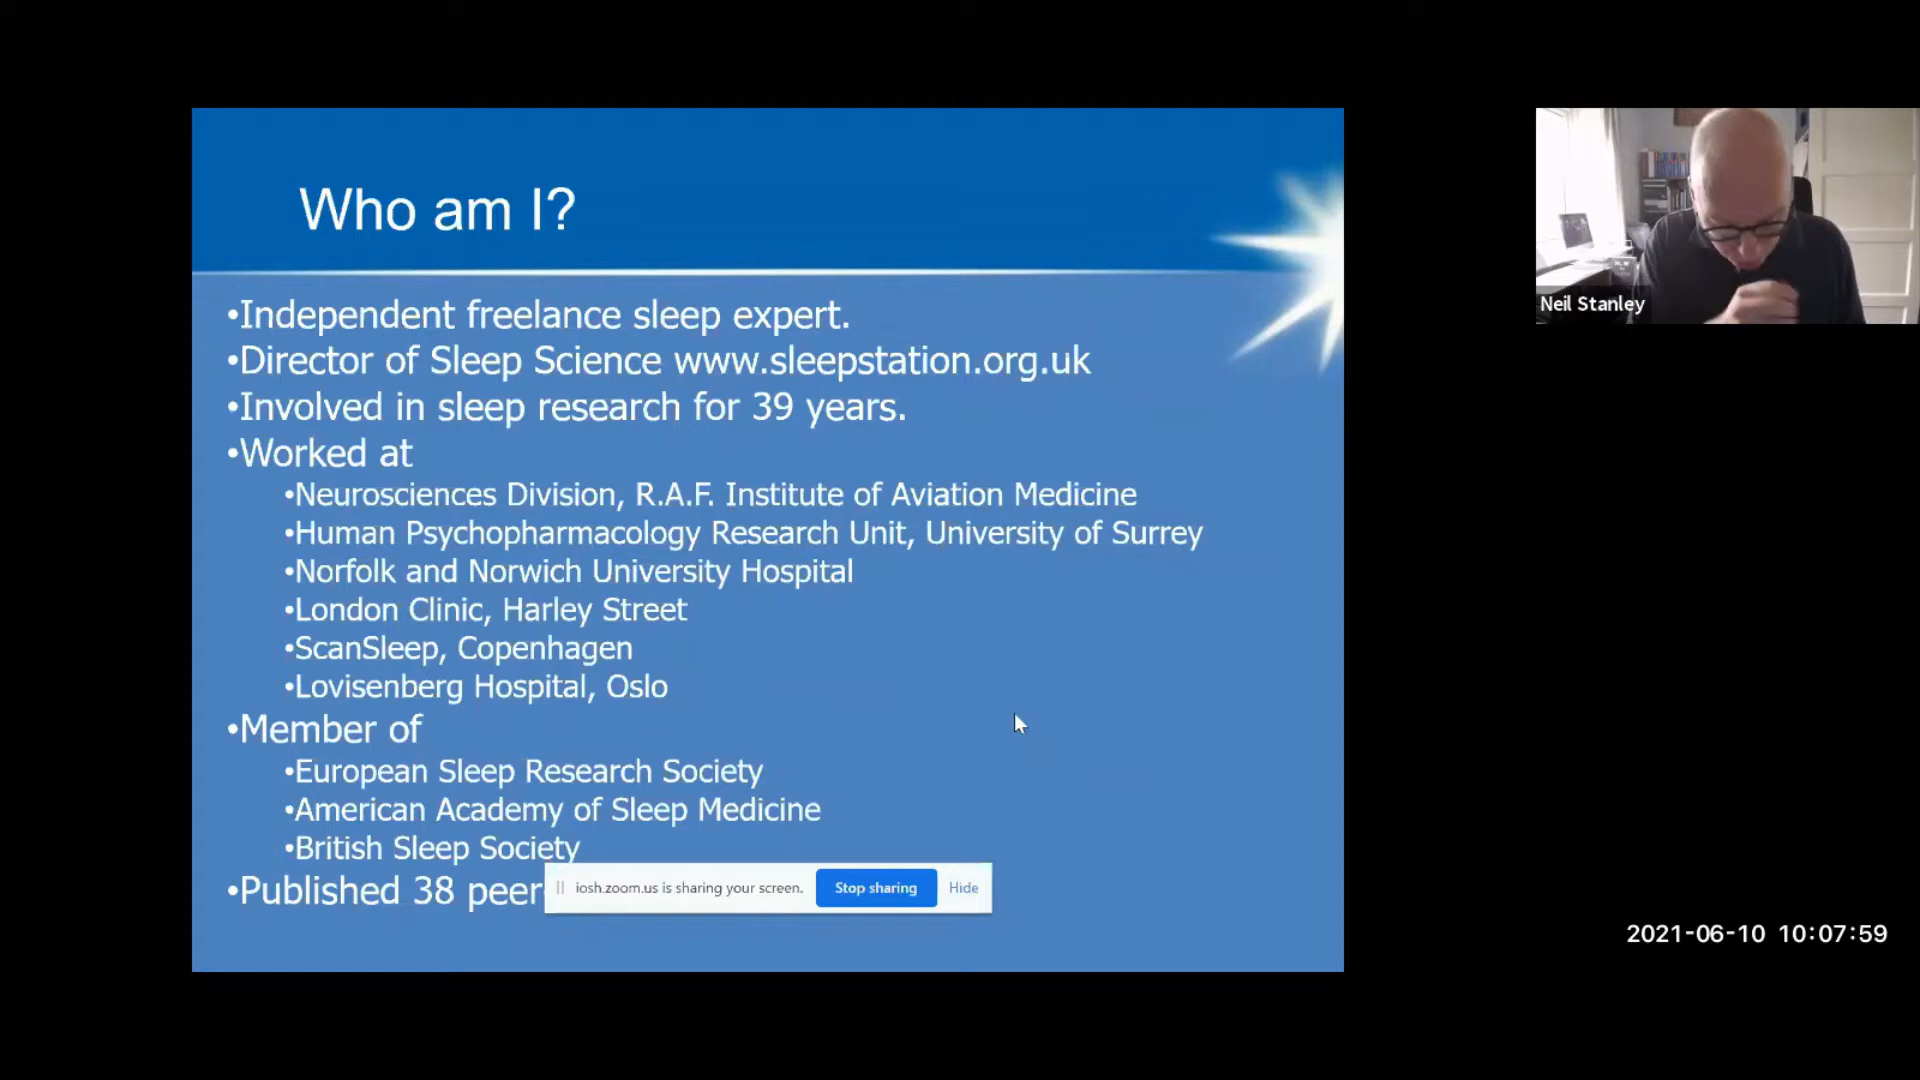 Who am I?
•Independent freelance sleep expert.
•Director of Sleep Science www.sleepstation.org.uk
•Involved in sleep research for 39 years.
•Worked at
•Neurosciences Division, R.A.F. Institute of Aviation Medicine
•Human Psychopharmacology Research Unit, University of Surrey
•Norfolk and Norwich University Hospital
•London Clinic, Harley Street
•ScanSleep, Copenhagen
•Lovisenberg Hospital, Oslo
•Member of
•European Sleep Research Society
•American Academy of Sleep Medicine
•British Sleep Society
•Published 38 peer
iosh.zoom.us is sharing your screen. Stop sharing Hide
Neil Stanley
2021-06-10 10:07:59